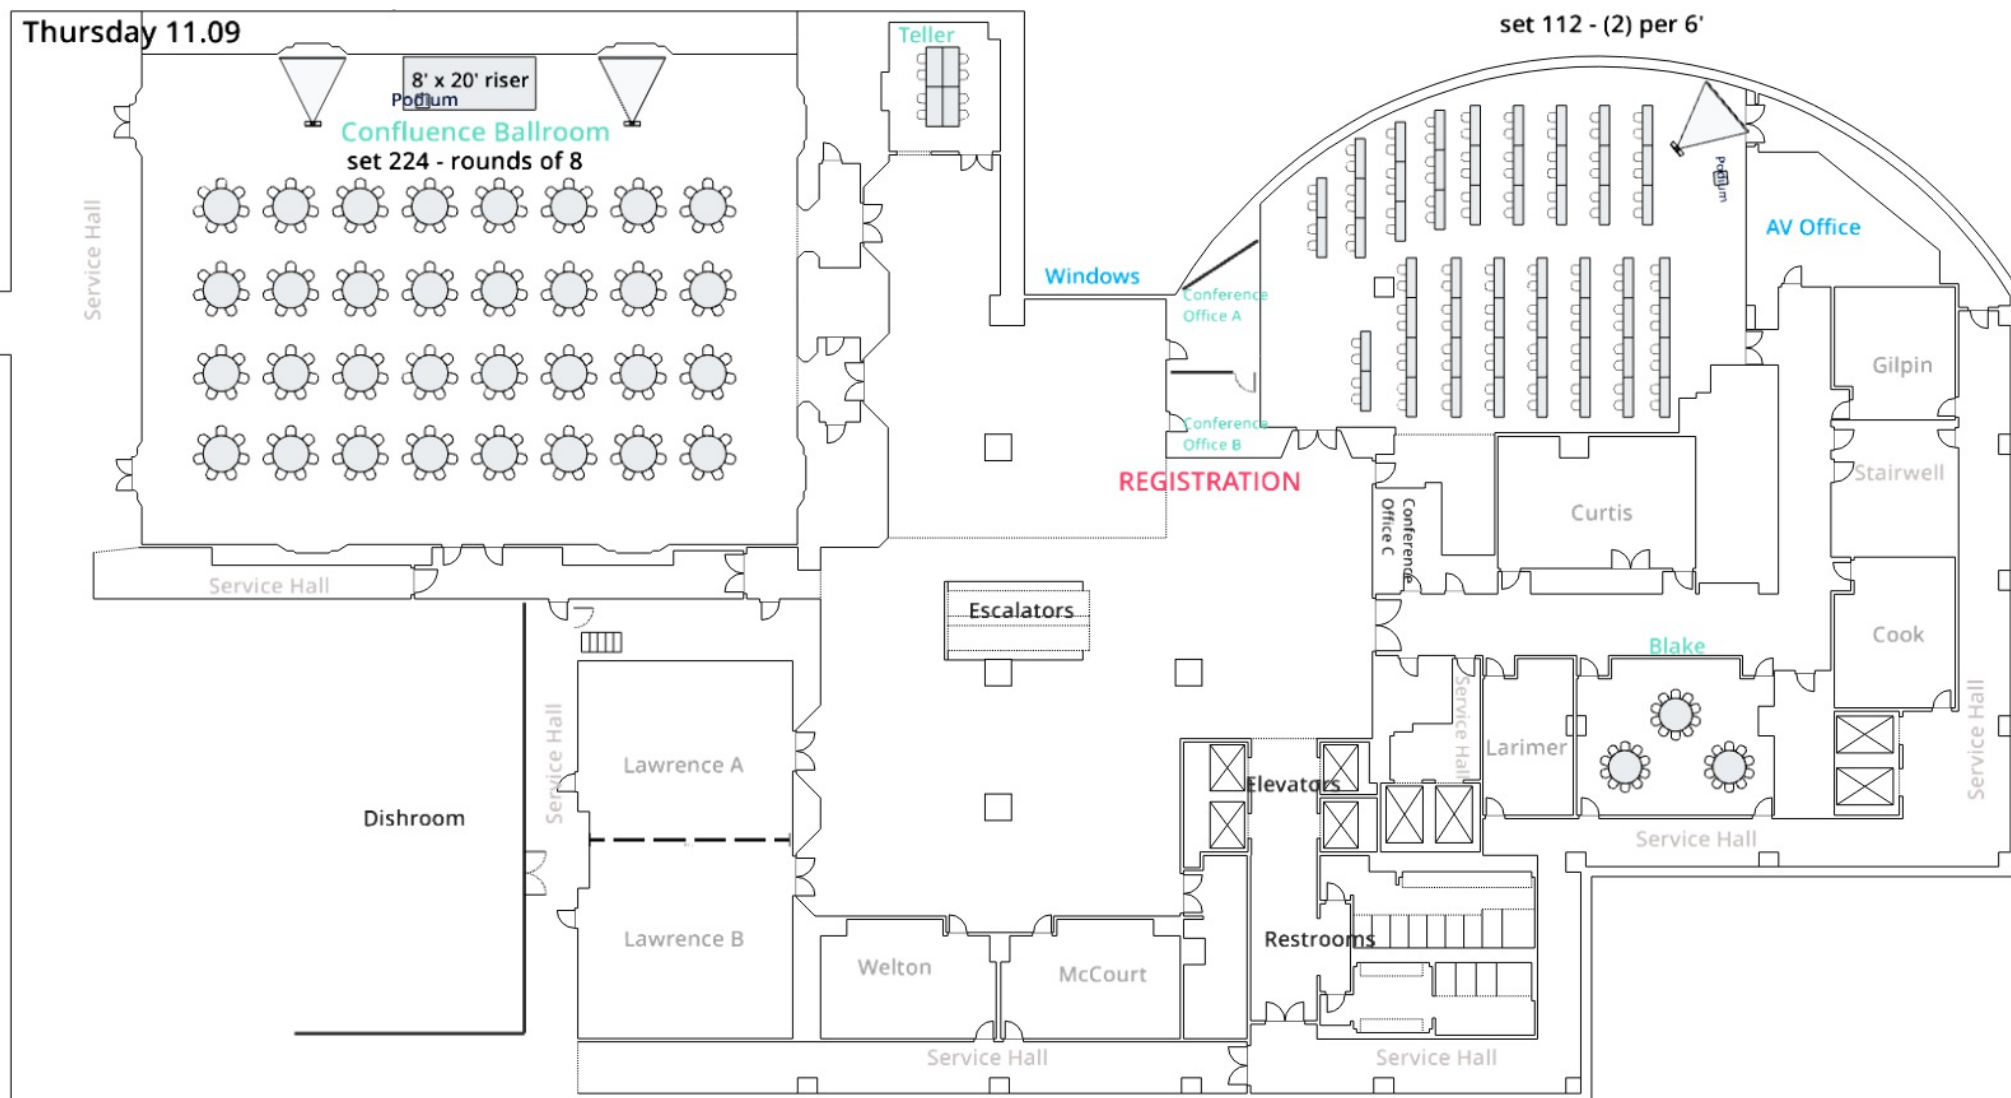 Thursday 11.09
set 112 - (2) per 6'
Teller
8' x 20' riser
Podium
Confluence Ballroom
set 224 - rounds of 8
Podium
Service Hall
AV Office
Windows
Conference
Office A
Gilpin
Conference
Office B
REGISTRATION
Stairwell
Conference
Office C
Curtis
Service Hall
Escalators
Blake
Cook
Service Hall
Service Hall
Service Hall
Larimer
Lawrence A
Elevators
Dishroom
Service Hall
Lawrence B
Restrooms
Welton
McCourt
Service Hall
Service Hall